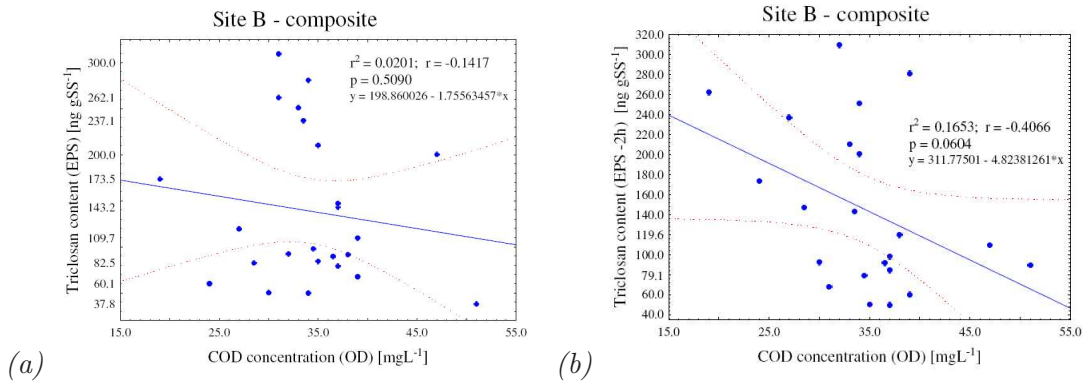 Site B - composite
Triclosan content (EPS) [ng gSS⁻¹]
300.0
262.1
237.1
200.0
173.5
143.2
109.7
82.5
60.1
37.8
r² = 0.0201; r = -0.1417
p = 0.5090
y = 198.860026 - 1.75563457*x
15.0 25.0 35.0 45.0 55.0
COD concentration (OD) [mgL⁻¹]
(a)
Site B - composite
Triclosan content (EPS -2h) [ng gSS⁻¹]
320.0
300.0
280.0
260.0
240.0
220.0
200.0
180.0
160.0
140.0
119.6
100.0
79.1
60.0
40.0
r² = 0.1653; r = -0.4066
p = 0.0604
y = 311.77501 - 4.82381261*x
15.0 25.0 35.0 45.0 55.0
COD concentration (OD) [mgL⁻¹]
(b)